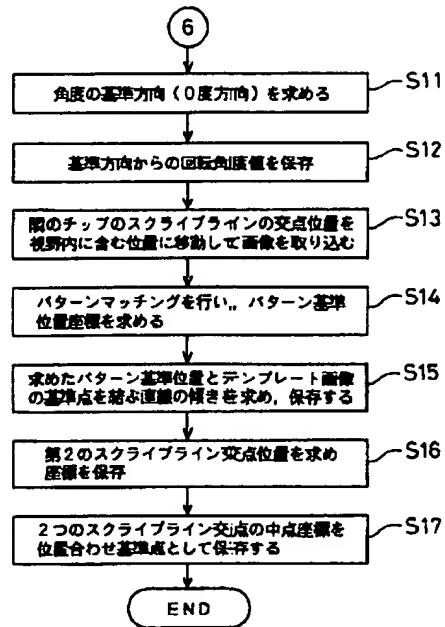 6
角度の基準方向(0度方向)を求める
S11
基準方向からの回転角度値を保存
S12
隣のチップのスクライブラインの交点位置を
視野内に含む位置に移動して画像を取り込む
S13
パターンマッチングを行い、パターン基準
位置座標を求める
S14
求めたパターン基準位置とテンプレート画像
の基準点を結ぶ直線の傾きを求め,保存する
S15
第2のスクライブライン交点位置を求め
座標を保存
S16
2つのスクライブライン交点の中点座標を
位置合わせ基準点として保存する
S17
END